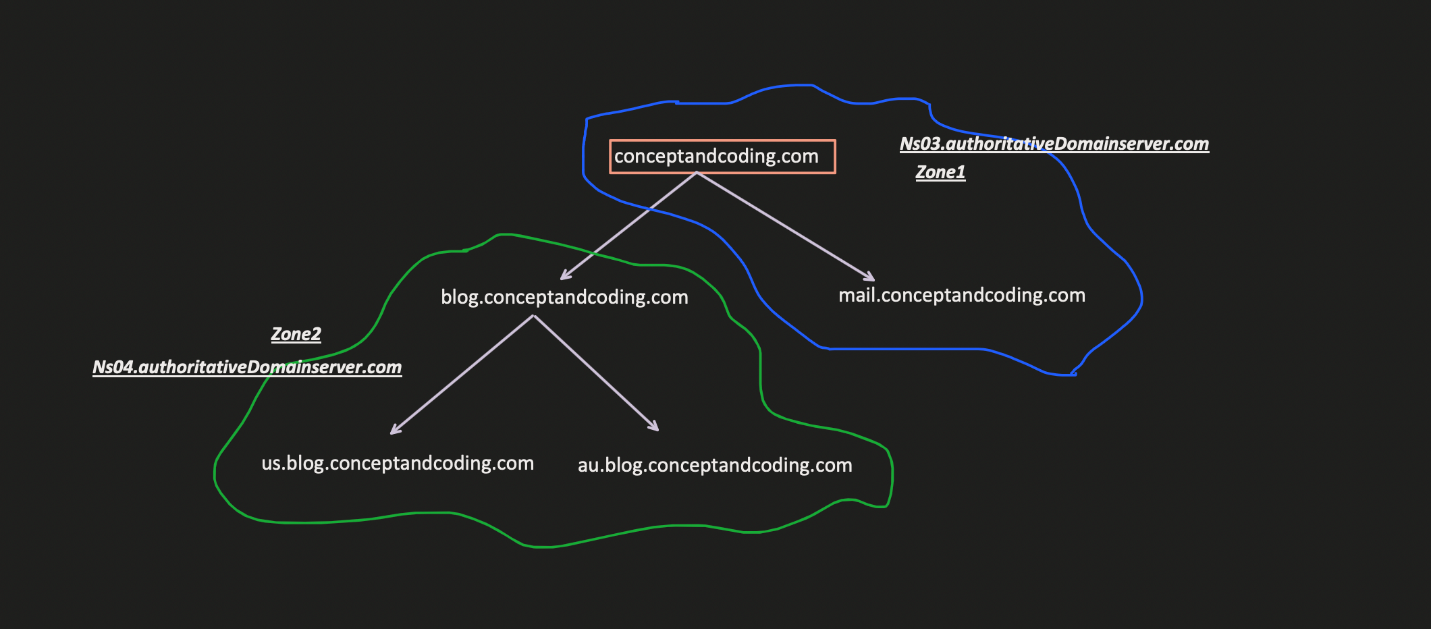 Ns03.authoritativeDomainserver.com
conceptandcoding.com
Zone1
blog.conceptandcoding.com
mail.conceptandcoding.com
Zone2
Ns04.authoritativeDomainserver.com
us.blog.conceptandcoding.com
au.blog.conceptandcoding.com